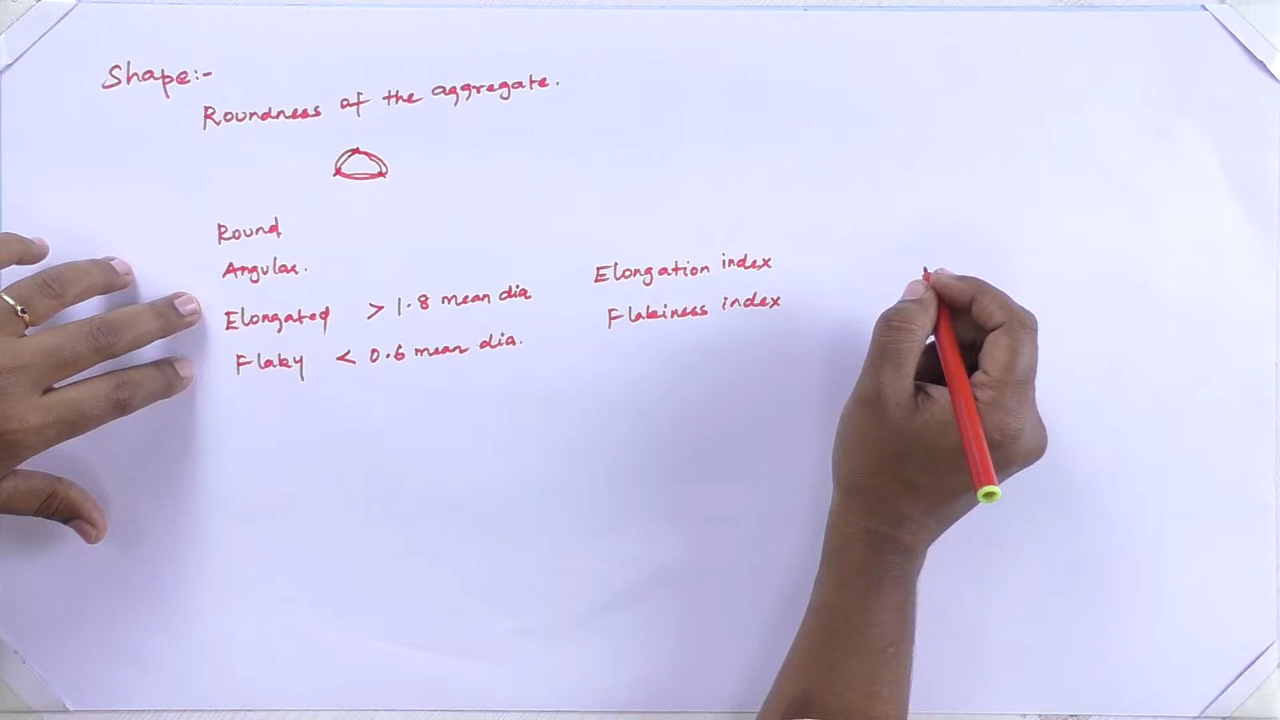 Shape:-
Roundness of the aggregate.
Round
Angular.
Elongated > 1.8 mean dia
Flaky < 0.6 mean dia.
Elongation index
Flakiness index